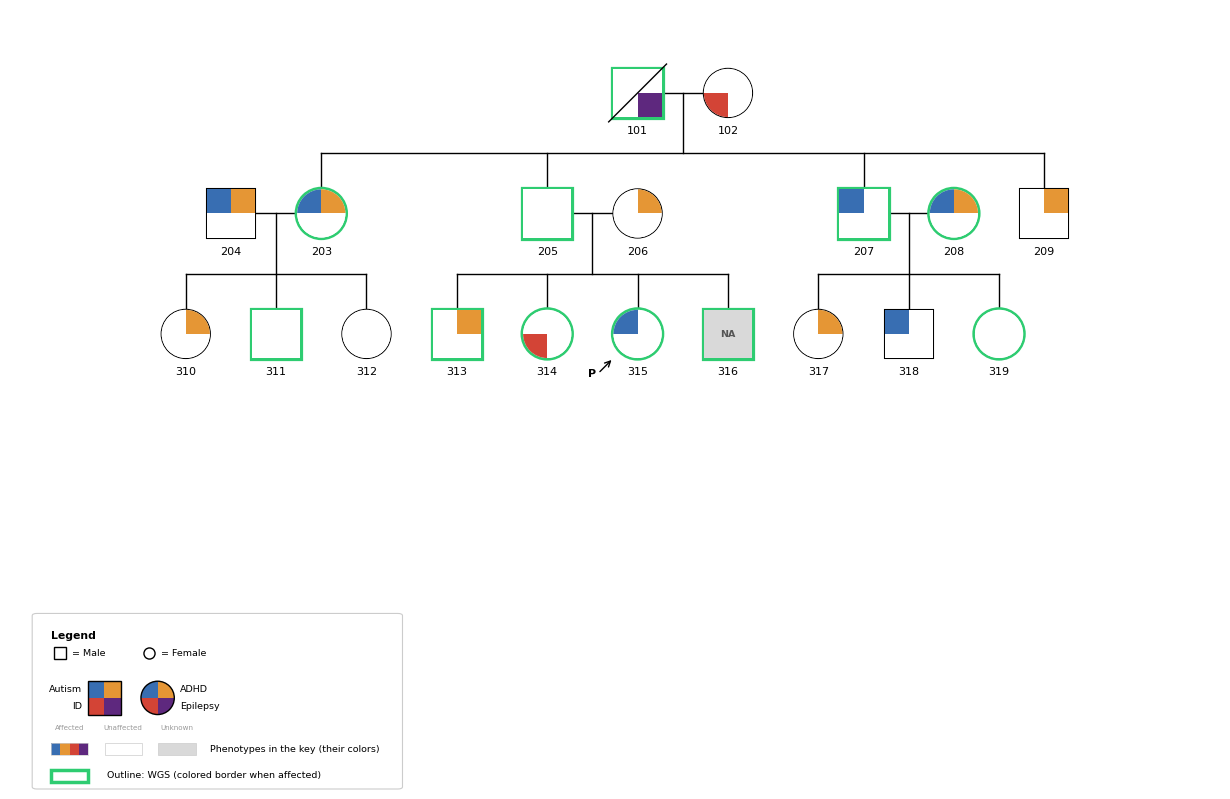 101 102
204 203 205 206 207 208 209
NA
310 311 312 313 314 315 316 317 318 319
P
Legend
= Male = Female
Autism ADHD
ID Epilepsy
Affected Unaffected Unknown
Phenotypes in the key (their colors)
Outline: WGS (colored border when affected)